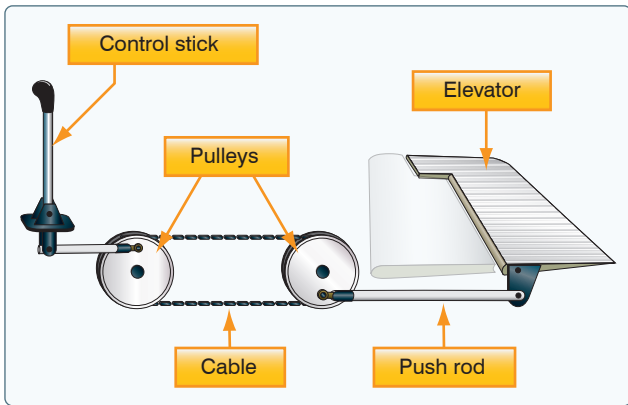 Control stick
Elevator
Pulleys
Cable
Push rod